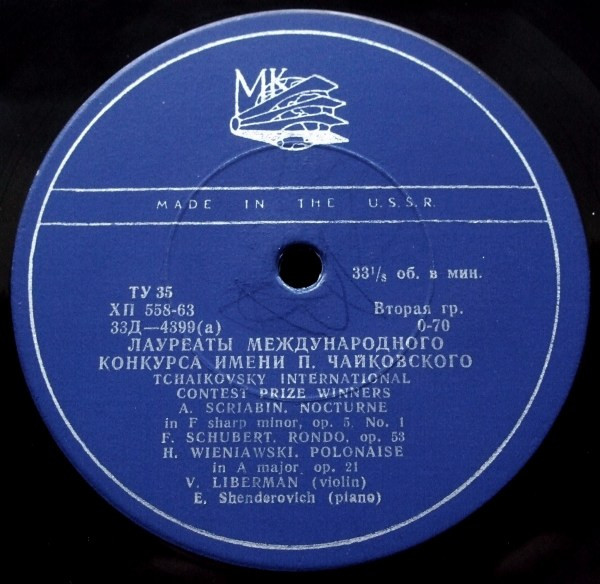 МК
MADE IN THE U.S.S.R.
33⅓ об. в мин.
ТУ 35
ХП 558-63 Вторая гр.
33Д—4399(а) 0-70
ЛАУРЕАТЫ МЕЖДУНАРОДНОГО
КОНКУРСА ИМЕНИ П. ЧАЙКОВСКОГО
TCHAIKOVSKY INTERNATIONAL
CONTEST PRIZE WINNERS
A. SCRIABIN. NOCTURNE
in F sharp minor, op. 5, No. 1
F. SCHUBERT. RONDO, op. 53
H. WIENIAWSKI. POLONAISE
in A major, op. 21
V. LIBERMAN (violin)
E. Shenderovich (piano)